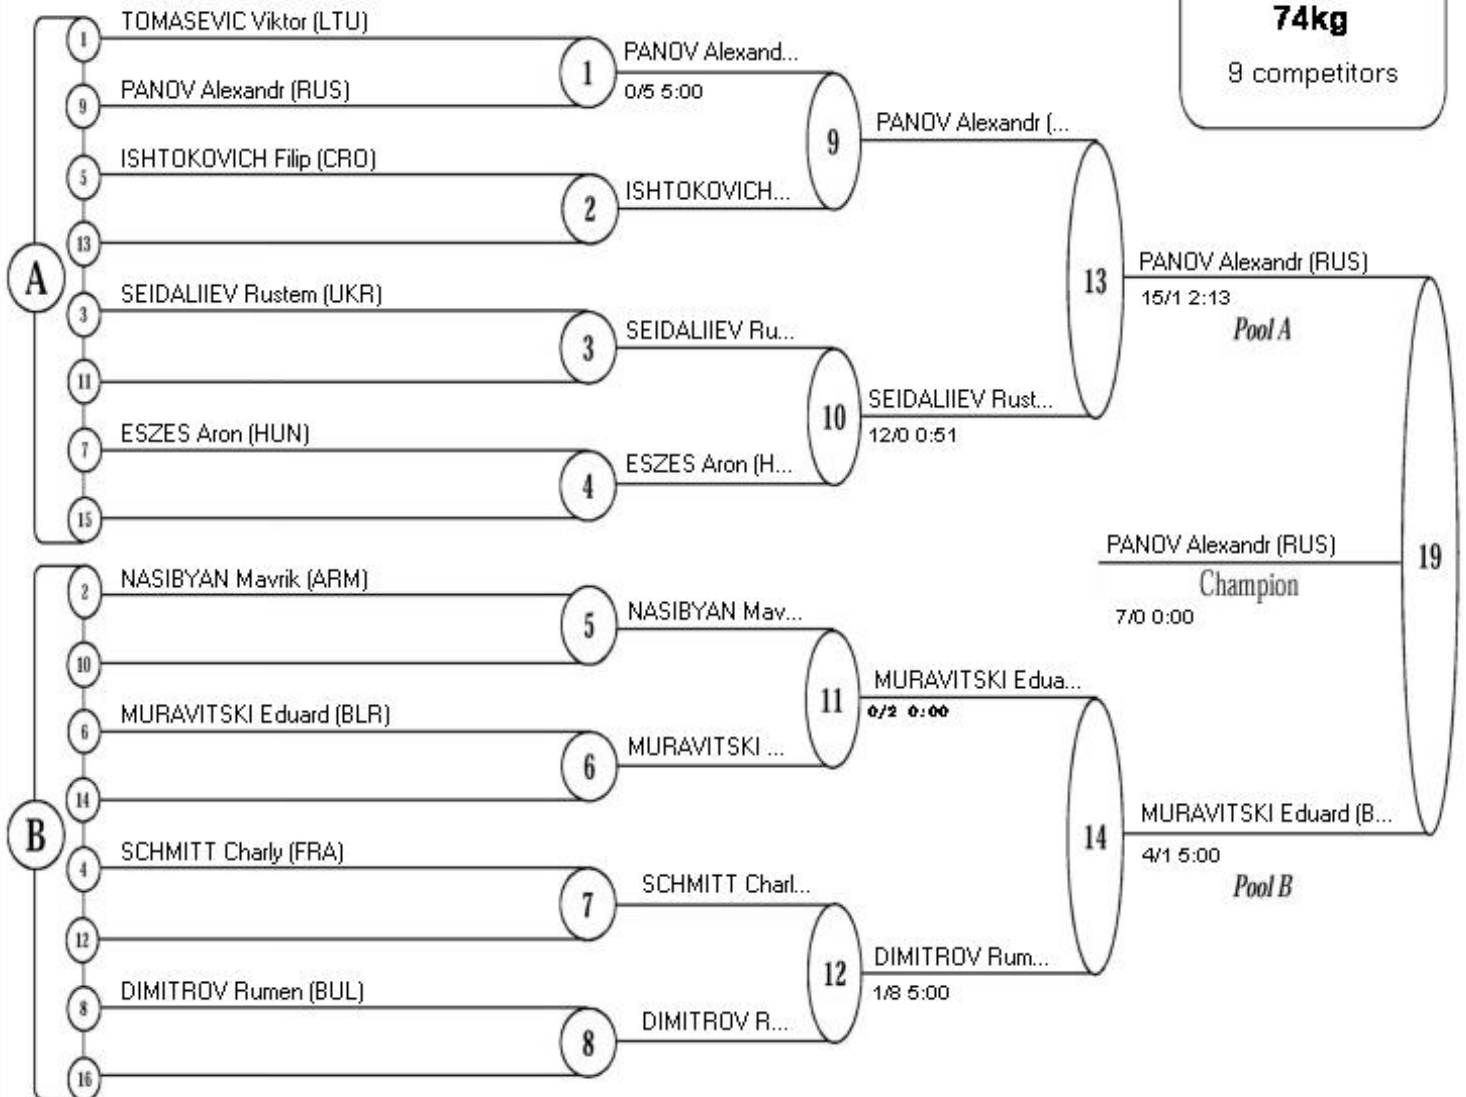 74kg
9 competitors
A
1
TOMASEVIC Viktor (LTU)
9
PANOV Alexandr (RUS)
1
PANOV Alexand...
0/5 5:00
5
ISHTOKOVICH Filip (CRO)
13
2
ISHTOKOVICH...
9
PANOV Alexandr (...
3
SEIDALIIEV Rustem (UKR)
11
3
SEIDALIIEV Ru...
7
ESZES Aron (HUN)
15
4
ESZES Aron (H...
10
SEIDALIIEV Rust...
12/0 0:51
13
PANOV Alexandr (RUS)
15/1 2:13
Pool A
B
2
NASIBYAN Mavrik (ARM)
10
5
NASIBYAN Mav...
6
MURAVITSKI Eduard (BLR)
14
6
MURAVITSKI ...
11
MURAVITSKI Edua...
0/2 0:00
4
SCHMITT Charly (FRA)
12
7
SCHMITT Charl...
8
DIMITROV Rumen (BUL)
16
8
DIMITROV R...
12
DIMITROV Rum...
1/8 5:00
14
MURAVITSKI Eduard (B...
4/1 5:00
Pool B
19
PANOV Alexandr (RUS)
Champion
7/0 0:00